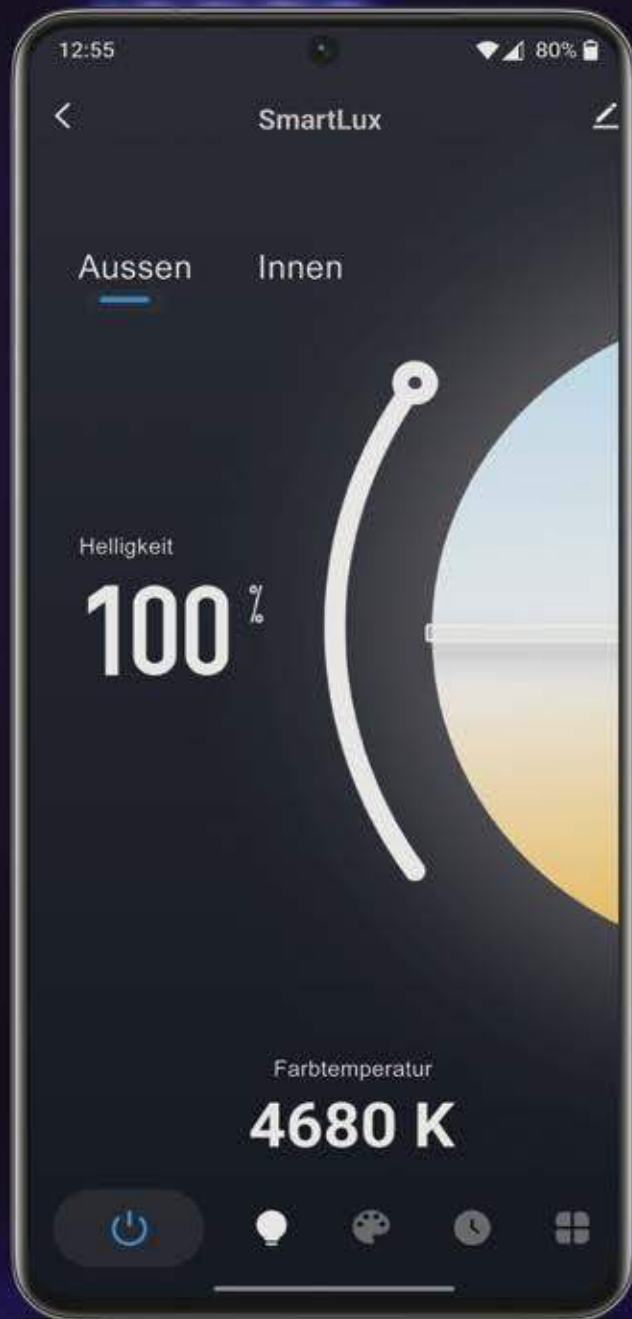 12:55
80%
SmartLux
Aussen Innen
Helligkeit
100 %
Farbtemperatur
4680 K